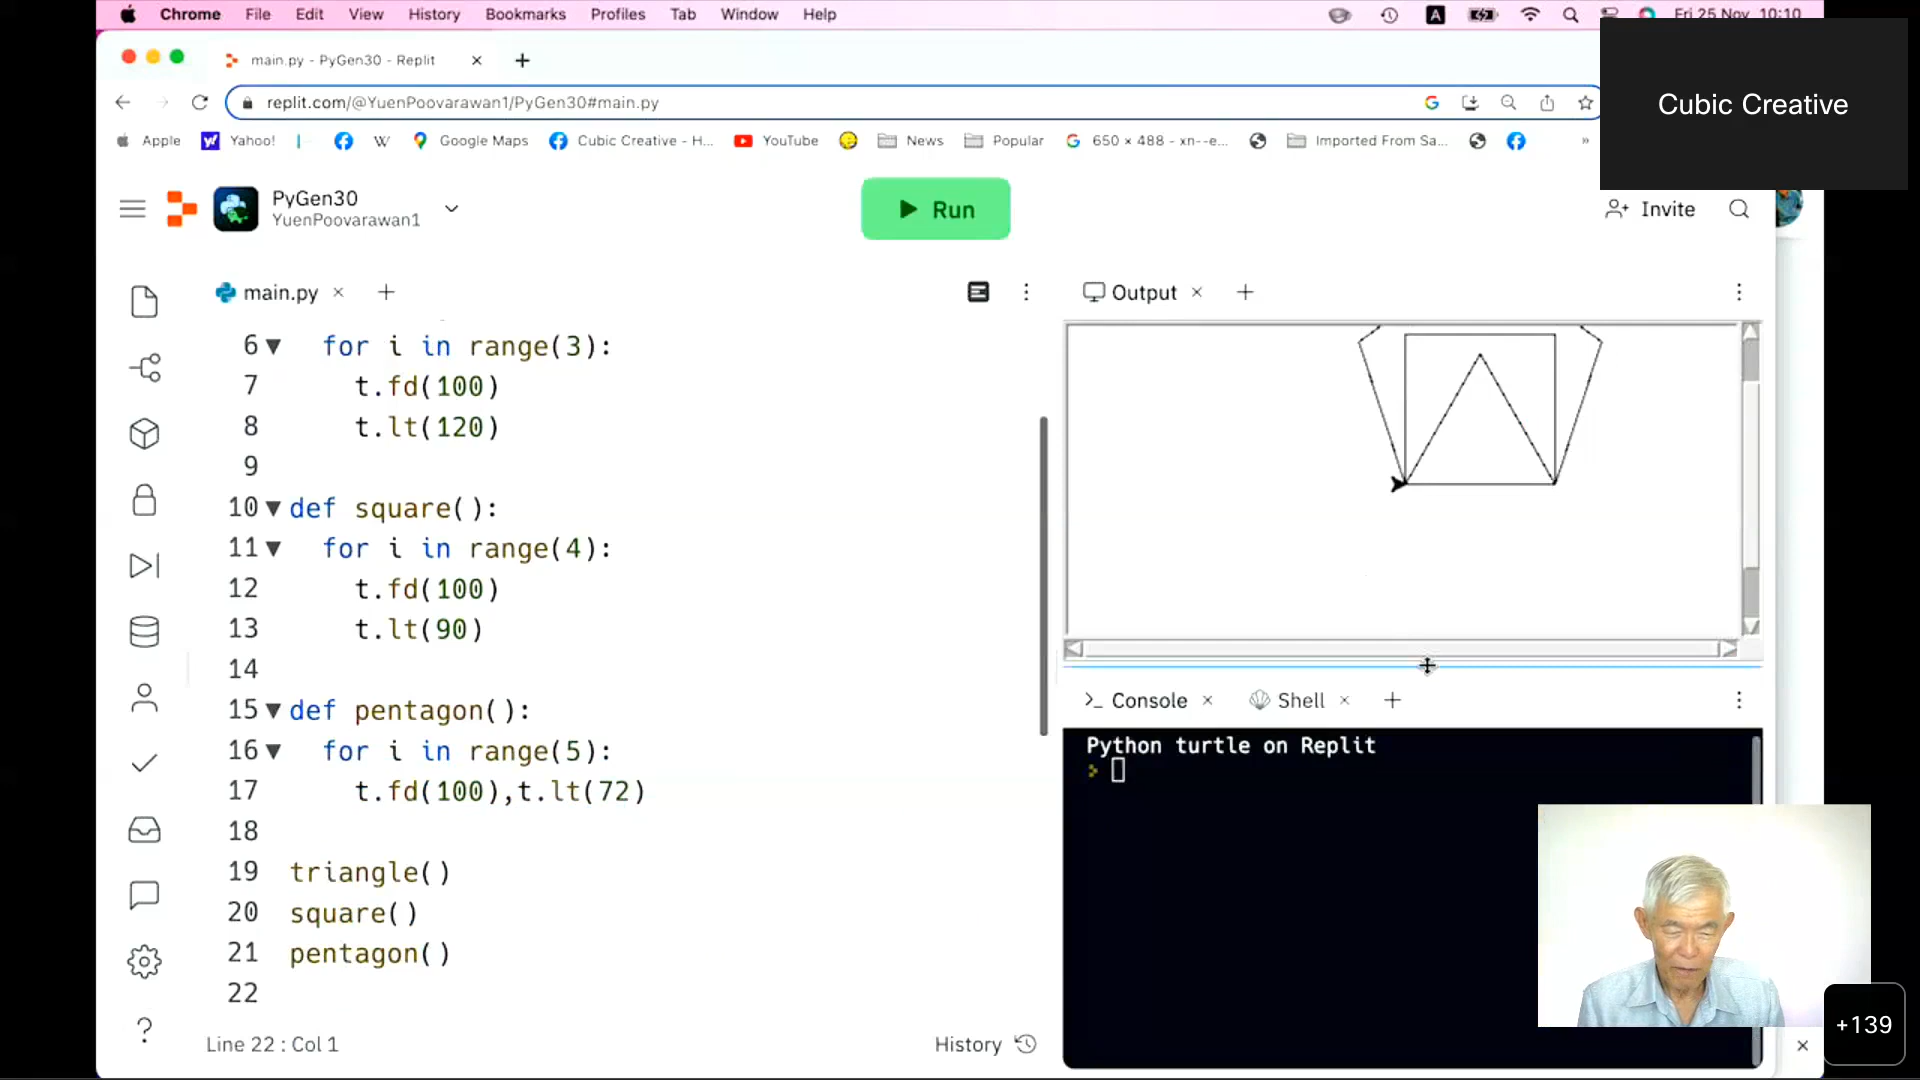 Chrome File Edit View History Bookmarks Profiles Tab Window Help A Fri 25 Nov 10:10
main.py - PyGen30 - Replit
replit.com/@YuenPoovarawan1/PyGen30#main.py
Cubic Creative
Apple Yahoo! Google Maps Cubic Creative - H... YouTube News Popular 650 × 488 - xn--e... Imported From Sa... »
PyGen30
YuenPoovarawan1
Run
Invite
main.py
Output
6 for i in range(3):
7 t.fd(100)
8 t.lt(120)
9
10 def square():
11 for i in range(4):
12 t.fd(100)
13 t.lt(90)
14
15 def pentagon():
16 for i in range(5):
17 t.fd(100),t.lt(72)
18
19 triangle()
20 square()
21 pentagon()
22
Line 22 : Col 1
History
Console Shell
Python turtle on Replit
+139